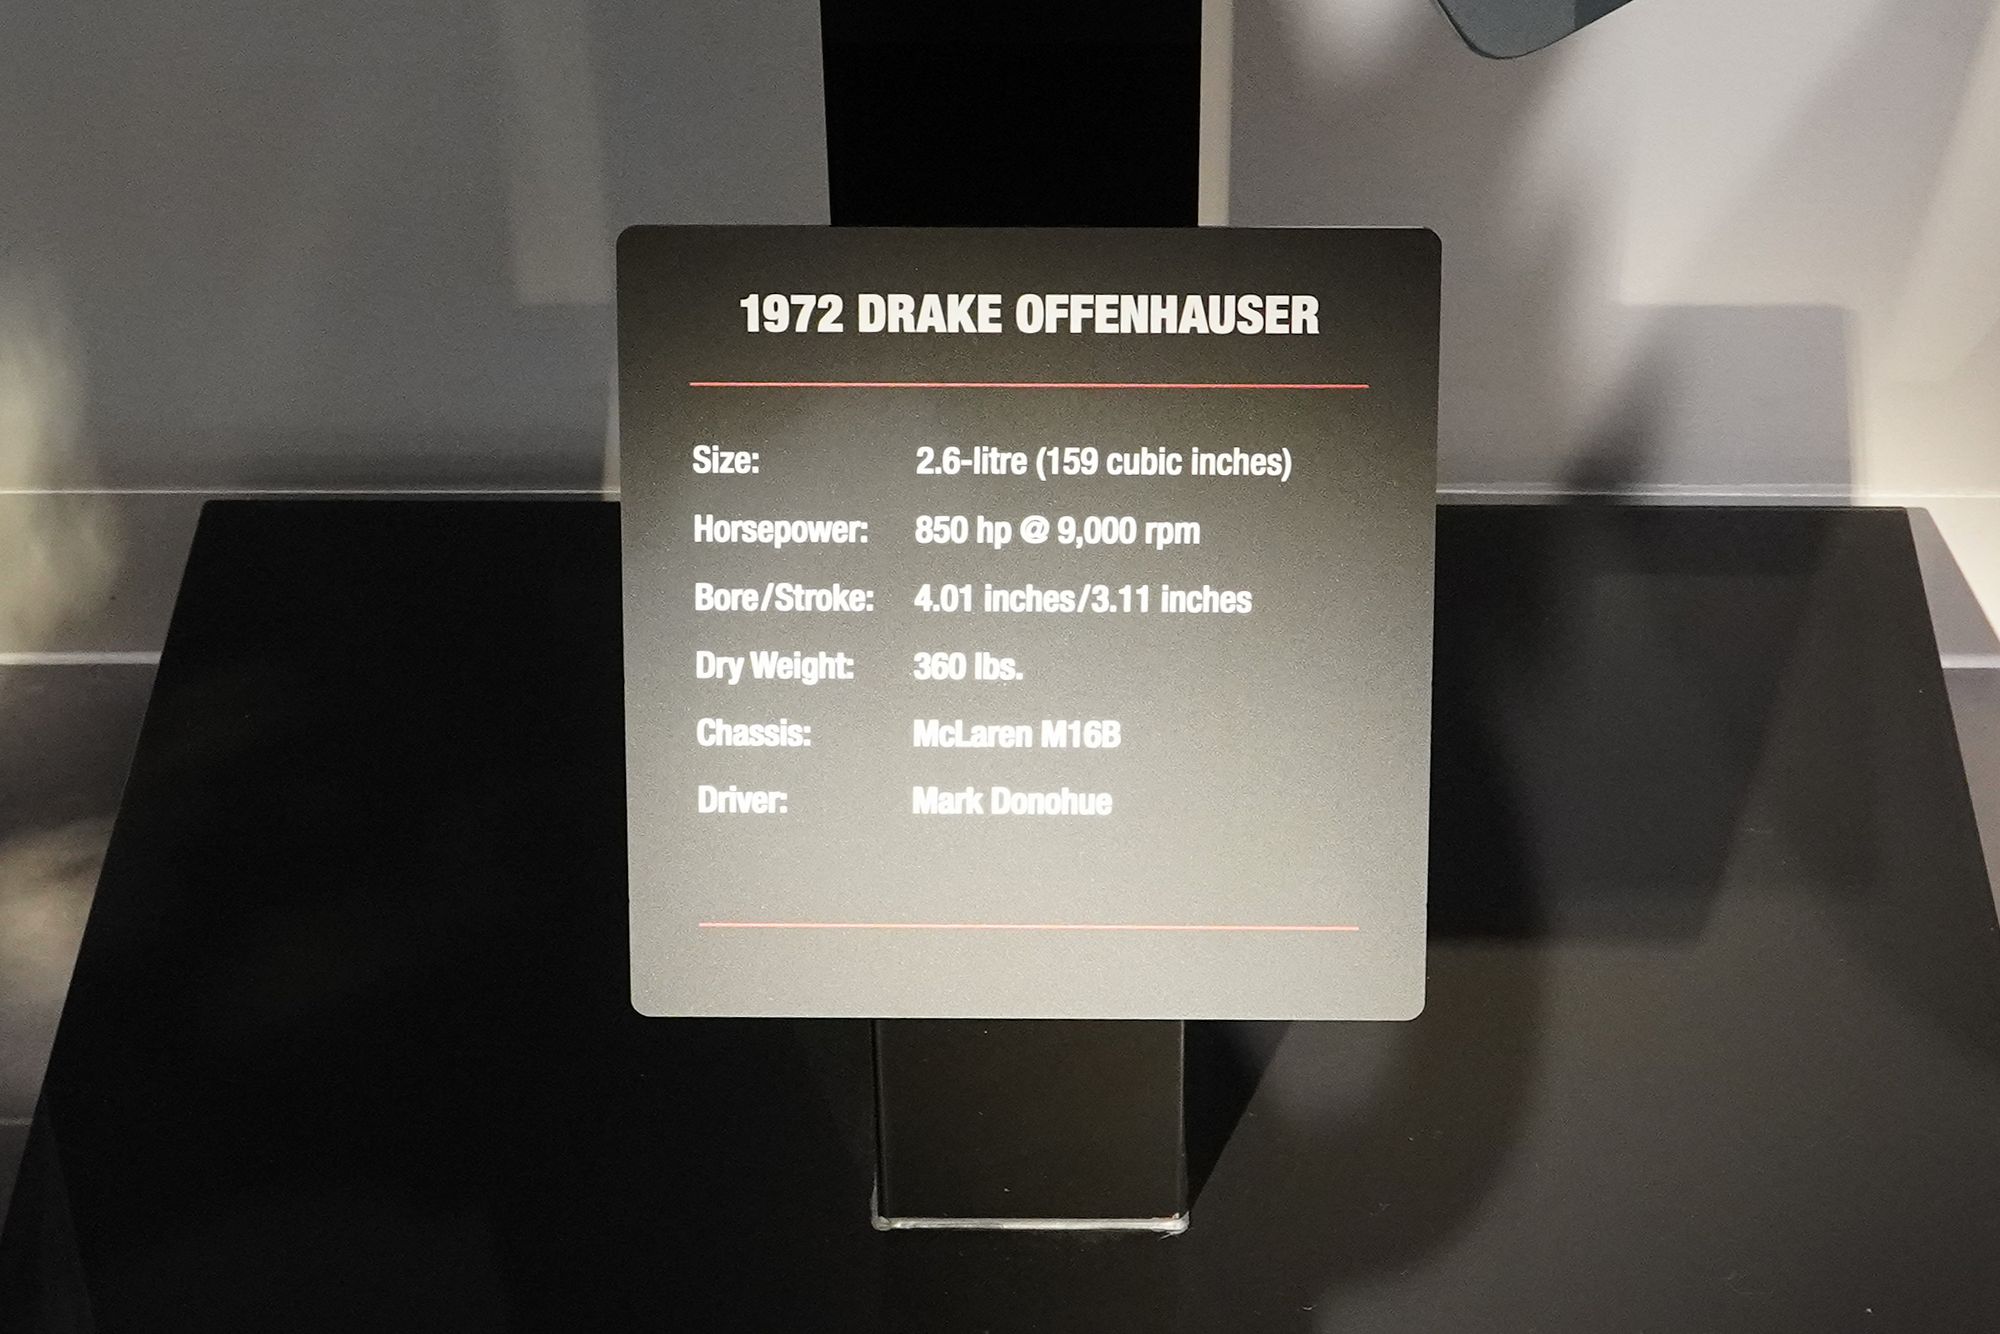 1972 DRAKE OFFENHAUSER
Size: 2.6-litre (159 cubic inches)
Horsepower: 850 hp @ 9,000 rpm
Bore/Stroke: 4.01 inches/3.11 inches
Dry Weight: 360 lbs.
Chassis: McLaren M16B
Driver: Mark Donohue